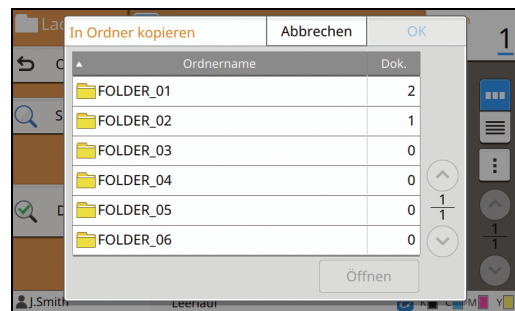 Lad
In Ordner kopieren Abbrechen OK
1
Ordnername Dok.
FOLDER_01 2
FOLDER_02 1
S
FOLDER_03 0
FOLDER_04 0
FOLDER_05 0
FOLDER_06 0
1
1
1
1
Öffnen
J.Smith Leerlauf K C M Y